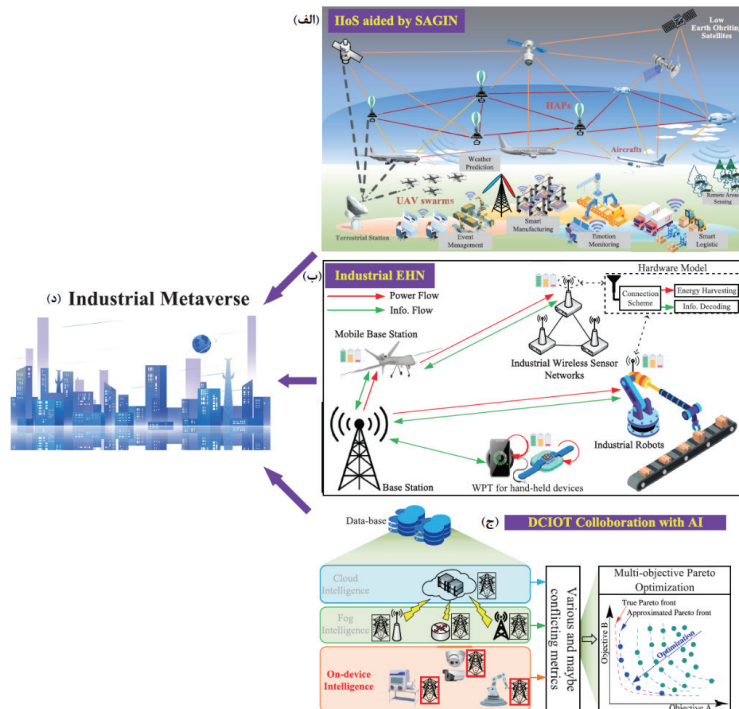 (الف)
IIoS aided by SAGIN
Low
Earth Obriting
Satellites
HAPs
Aircrafts
Weather
Prediction
UAV swarms
Terrestrial Station
Event
Management
Smart
Manufacturing
Emotion
Monitoring
Smart
Logistic
Remote Areas
Sensing
(ب)
Industrial EHN
Power Flow
Info. Flow
Hardware Model
Connection
Scheme
Energy Harvesting
Info. Decoding
Mobile Base Station
Industrial Wireless Sensor
Networks
Industrial Robots
Base Station
WPT for hand-held devices
(د)
Industrial Metaverse
(ج)
DCIOT Colloboration with AI
Data-base
Cloud
Intelligence
Fog
Intelligence
On-device
Intelligence
Various and maybe
conflicting metrics
Multi-objective Pareto
Optimization
True Pareto front
Approximated Pareto front
Optimization
Objective B
Objective A